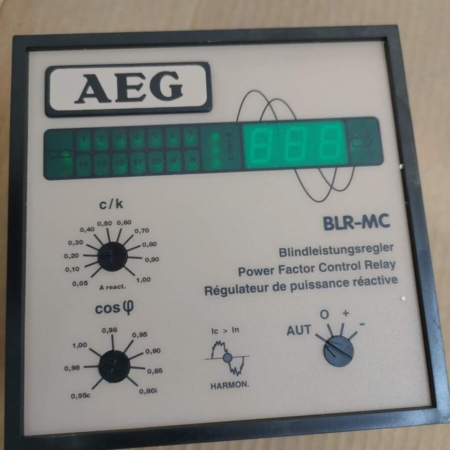 AEG
888
c/k
0,50 0,60
0,40 0,70
0,30 0,80
0,20 0,90
0,10 1,00
0,05
A react.
BLR-MC
Blindleistungsregler
Power Factor Control Relay
Régulateur de puissance réactive
cosφ
0,98 0,95
1,00 0,90
0,98 0,85
0,95c 0,80i
Ic > In
HARMON.
AUT O + -